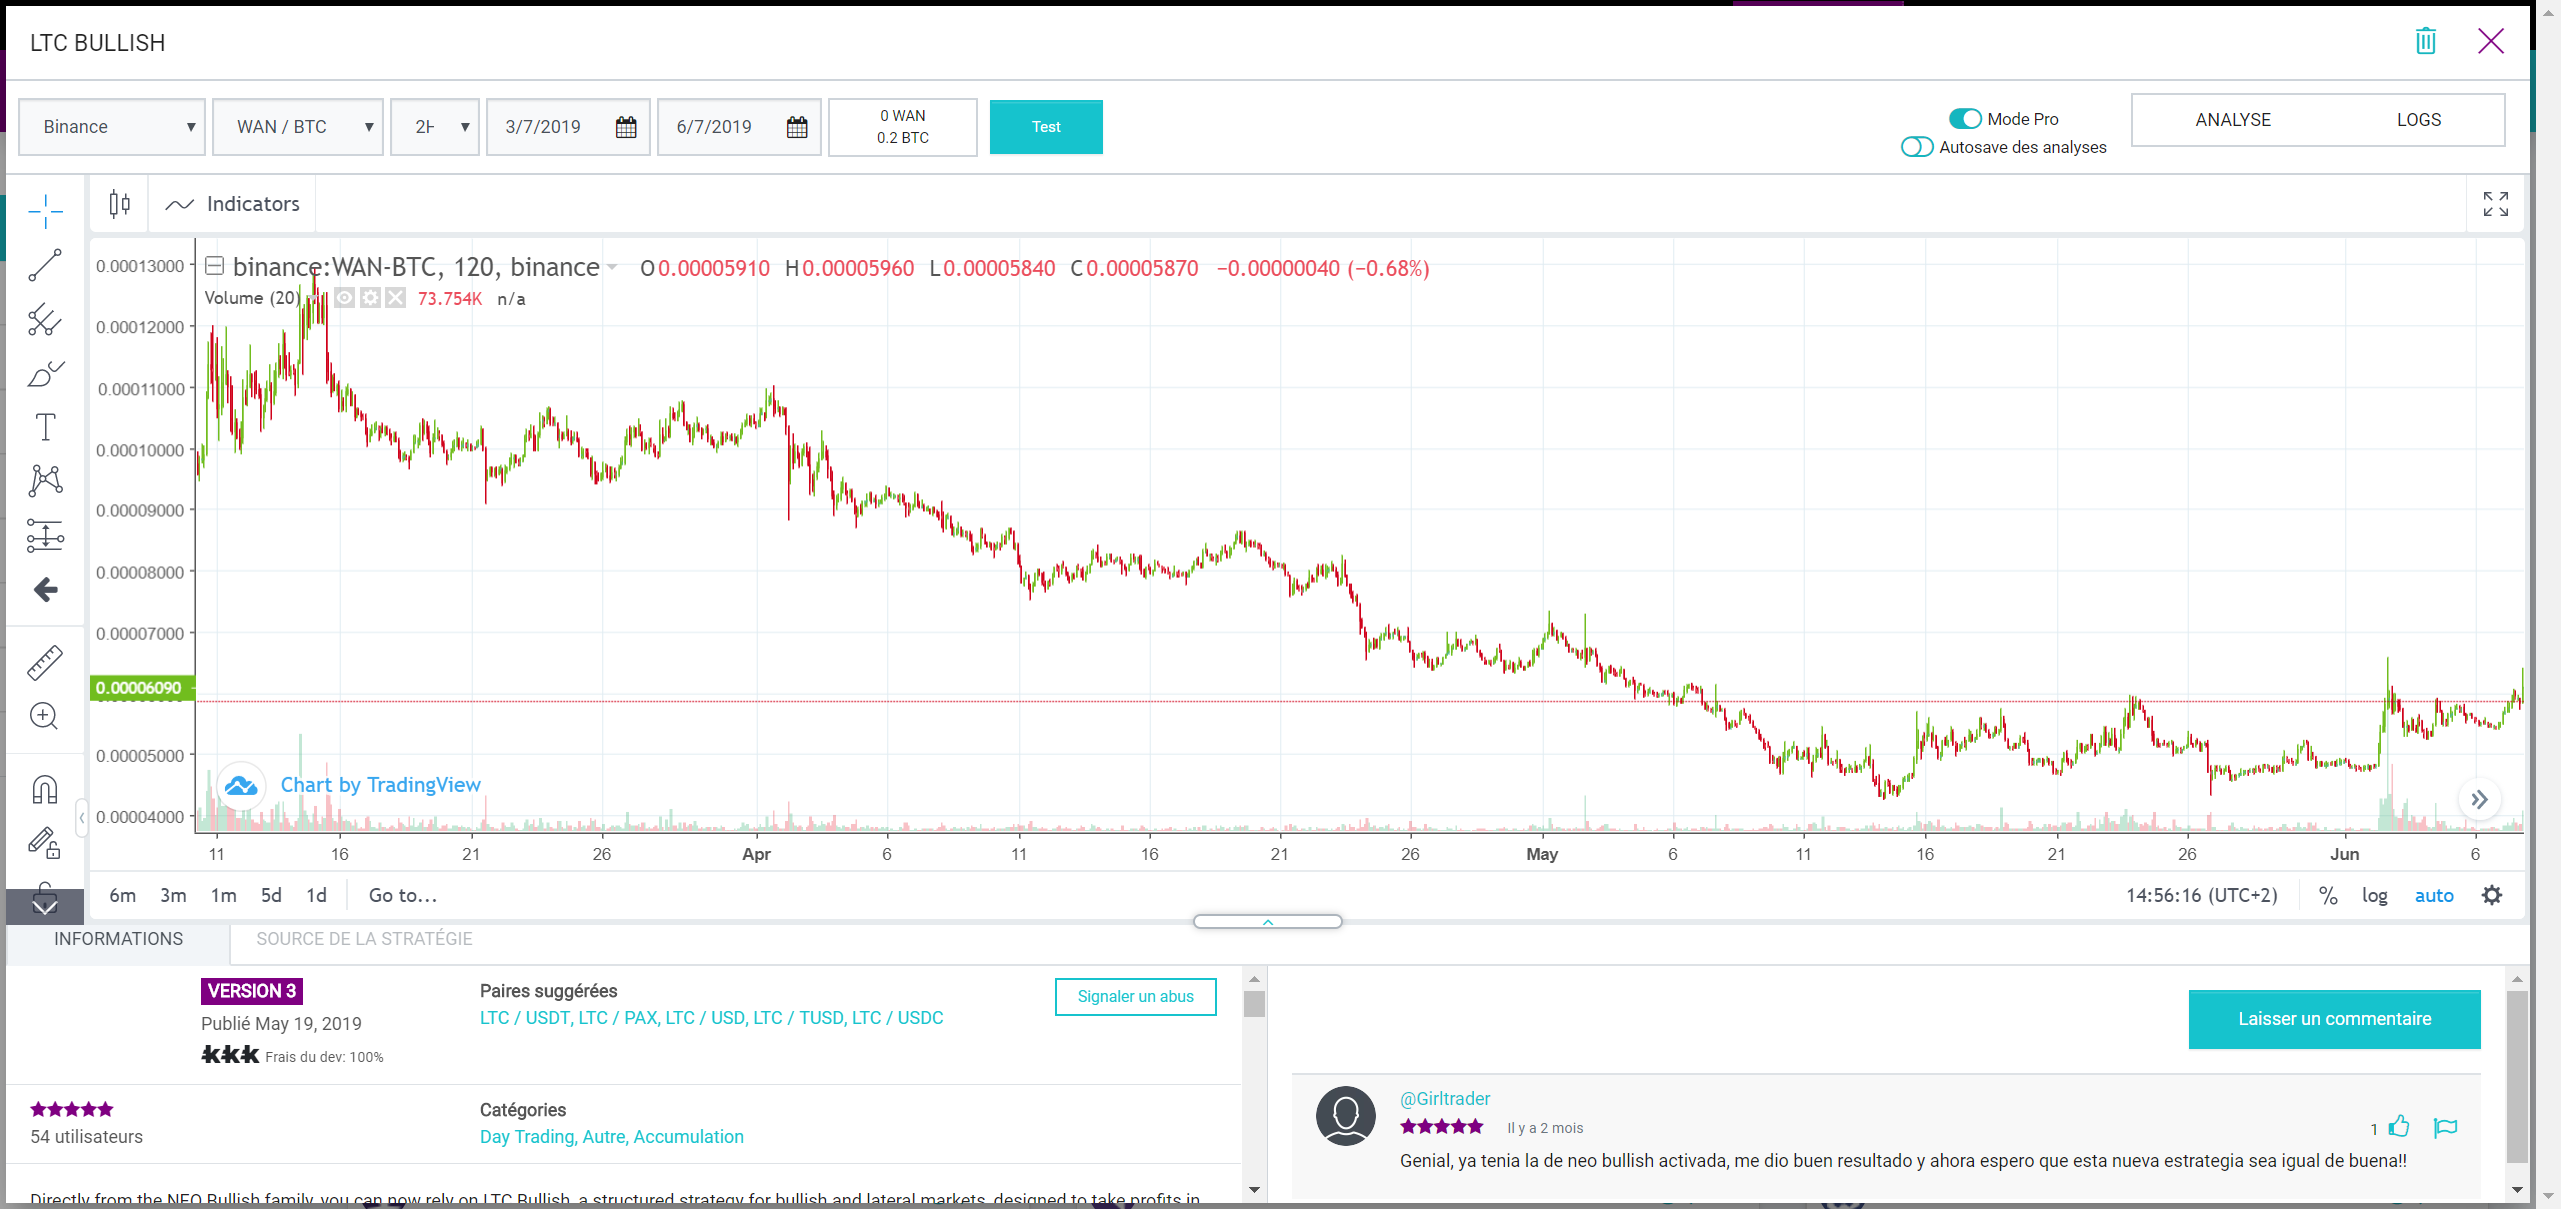 LTC BULLISH
Binance
WAN / BTC
2H
3/7/2019
6/7/2019
0 WAN
0.2 BTC
Test
Mode Pro
Autosave des analyses
ANALYSE
LOGS
Indicators
binance:WAN-BTC, 120, binance O0.00005910 H0.00005960 L0.00005840 C0.00005870 −0.00000040 (−0.68%)
Volume (20) 73.754K n/a
0.00013000
0.00012000
0.00011000
0.00010000
0.00009000
0.00008000
0.00007000
0.00006090
0.00005000
0.00004000
Chart by TradingView
11 16 21 26 Apr 6 11 16 21 26 May 6 11 16 21 26 Jun 6
6m 3m 1m 5d 1d Go to...
14:56:16 (UTC+2) % log auto
INFORMATIONS
SOURCE DE LA STRATÉGIE
VERSION 3
Publié May 19, 2019
Frais du dev: 100%
Paires suggérées
LTC / USDT, LTC / PAX, LTC / USD, LTC / TUSD, LTC / USDC
Signaler un abus
54 utilisateurs
Catégories
Day Trading, Autre, Accumulation
Directly from the NEO Bullish family, you can now rely on LTC Bullish, a structured strategy for bullish and lateral markets, designed to take profits in
Laisser un commentaire
@Girltrader
Il y a 2 mois
1
Genial, ya tenia la de neo bullish activada, me dio buen resultado y ahora espero que esta nueva estrategia sea igual de buena!!